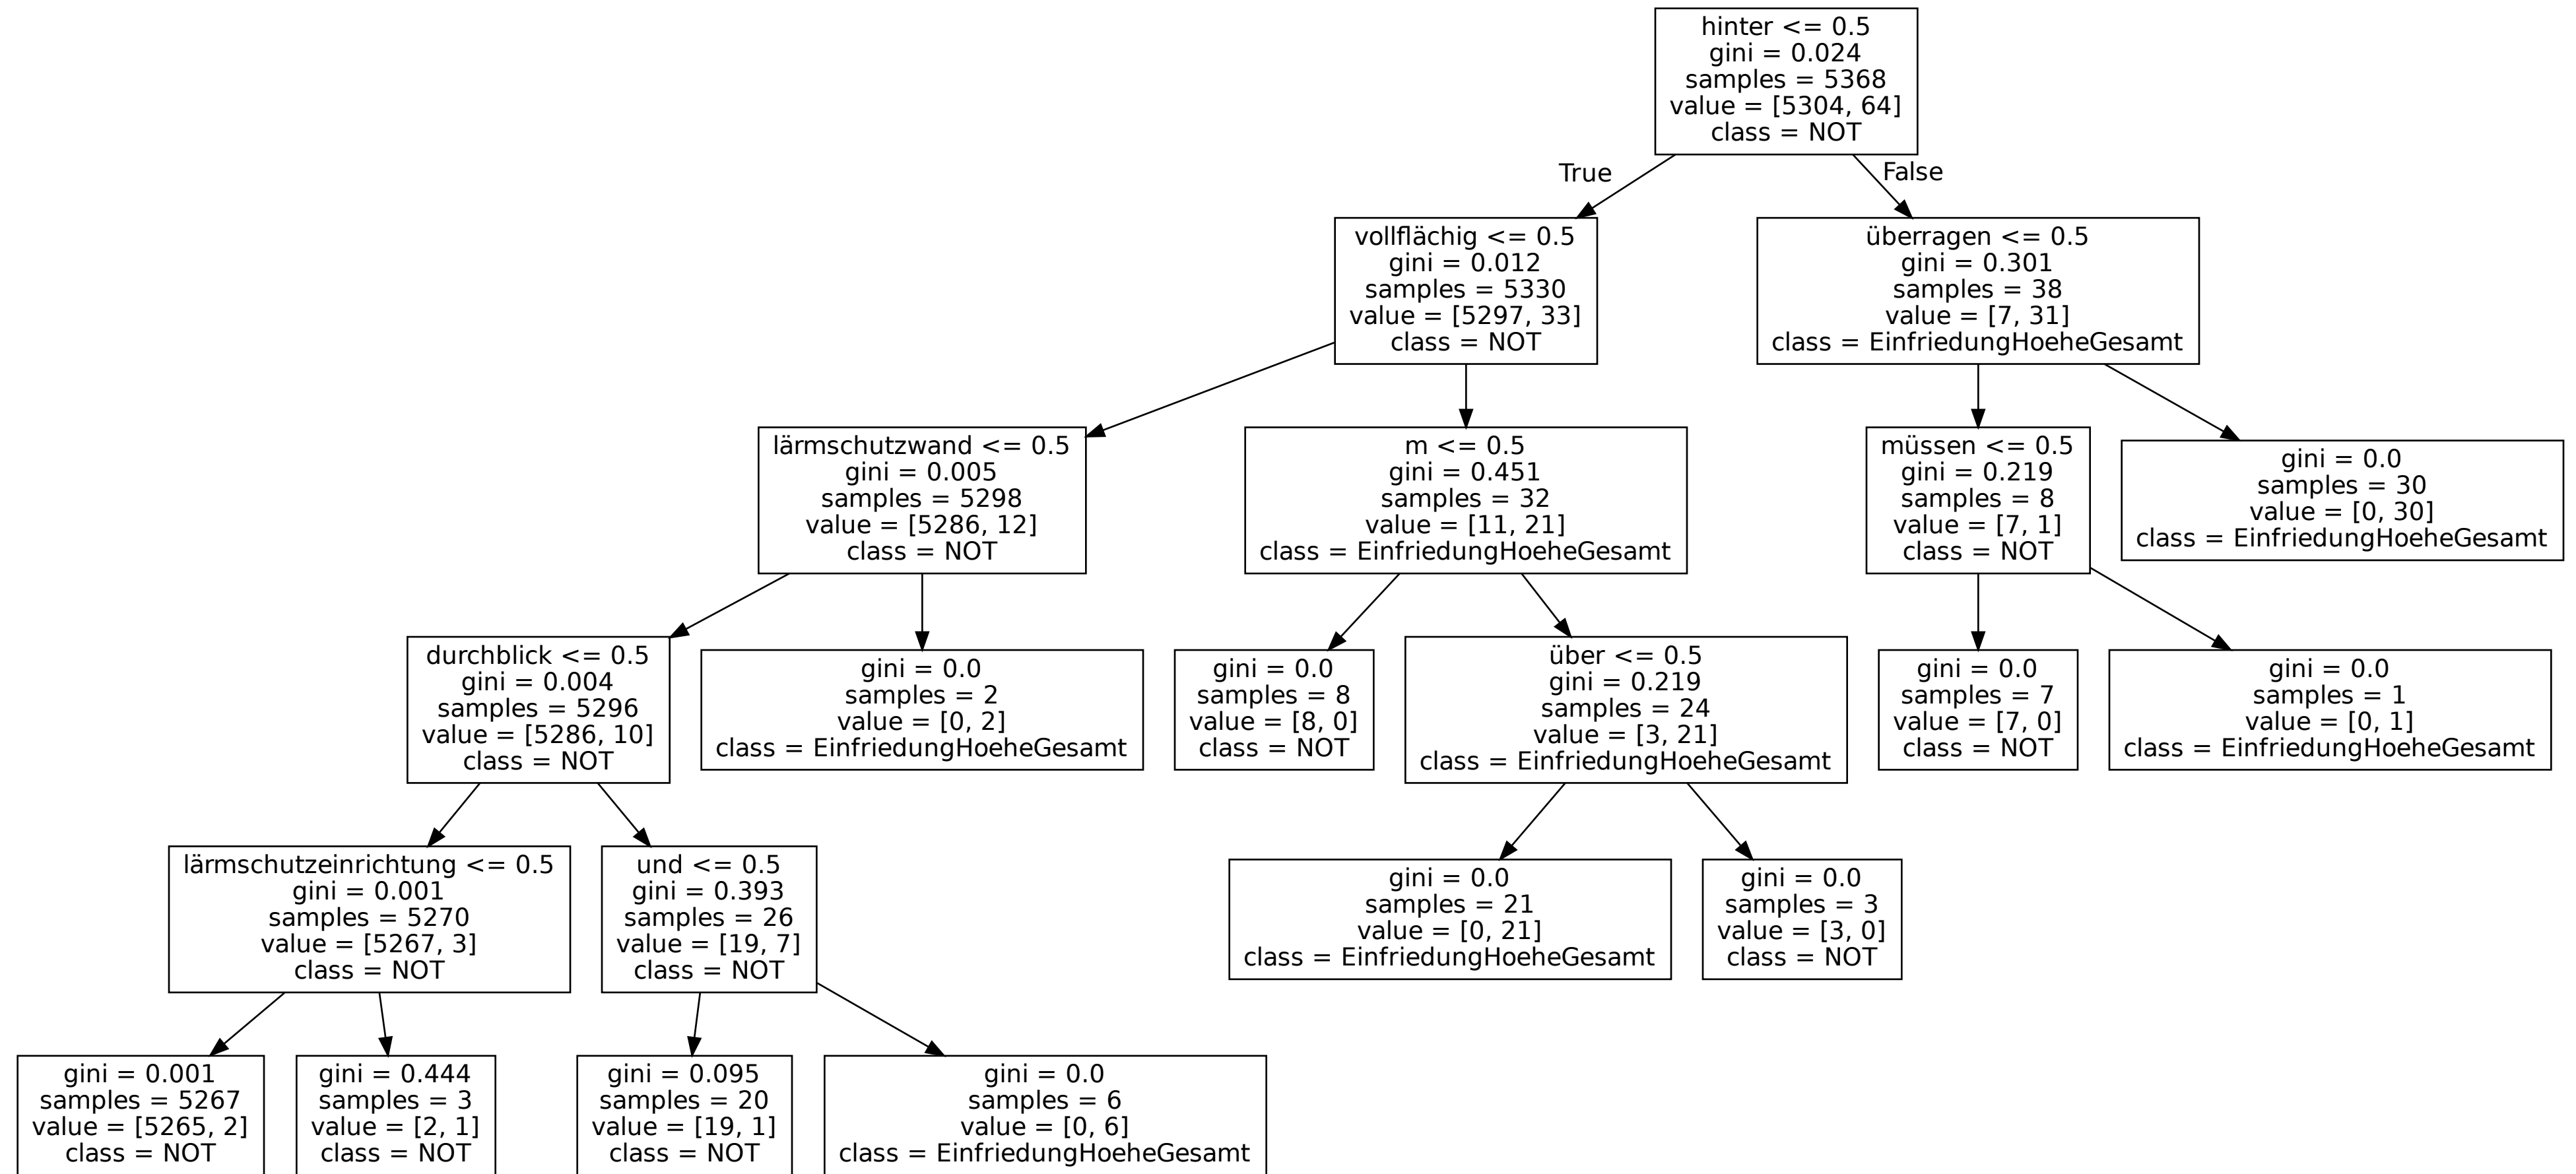 hinter <= 0.5
gini = 0.024
samples = 5368
value = [5304, 64]
class = NOT
True
False
vollflächig <= 0.5
gini = 0.012
samples = 5330
value = [5297, 33]
class = NOT
überragen <= 0.5
gini = 0.301
samples = 38
value = [7, 31]
class = EinfriedungHoeheGesamt
lärmschutzwand <= 0.5
gini = 0.005
samples = 5298
value = [5286, 12]
class = NOT
m <= 0.5
gini = 0.451
samples = 32
value = [11, 21]
class = EinfriedungHoeheGesamt
müssen <= 0.5
gini = 0.219
samples = 8
value = [7, 1]
class = NOT
gini = 0.0
samples = 30
value = [0, 30]
class = EinfriedungHoeheGesamt
durchblick <= 0.5
gini = 0.004
samples = 5296
value = [5286, 10]
class = NOT
gini = 0.0
samples = 2
value = [0, 2]
class = EinfriedungHoeheGesamt
gini = 0.0
samples = 8
value = [8, 0]
class = NOT
über <= 0.5
gini = 0.219
samples = 24
value = [3, 21]
class = EinfriedungHoeheGesamt
gini = 0.0
samples = 7
value = [7, 0]
class = NOT
gini = 0.0
samples = 1
value = [0, 1]
class = EinfriedungHoeheGesamt
lärmschutzeinrichtung <= 0.5
gini = 0.001
samples = 5270
value = [5267, 3]
class = NOT
und <= 0.5
gini = 0.393
samples = 26
value = [19, 7]
class = NOT
gini = 0.0
samples = 21
value = [0, 21]
class = EinfriedungHoeheGesamt
gini = 0.0
samples = 3
value = [3, 0]
class = NOT
gini = 0.001
samples = 5267
value = [5265, 2]
class = NOT
gini = 0.444
samples = 3
value = [2, 1]
class = NOT
gini = 0.095
samples = 20
value = [19, 1]
class = NOT
gini = 0.0
samples = 6
value = [0, 6]
class = EinfriedungHoeheGesamt